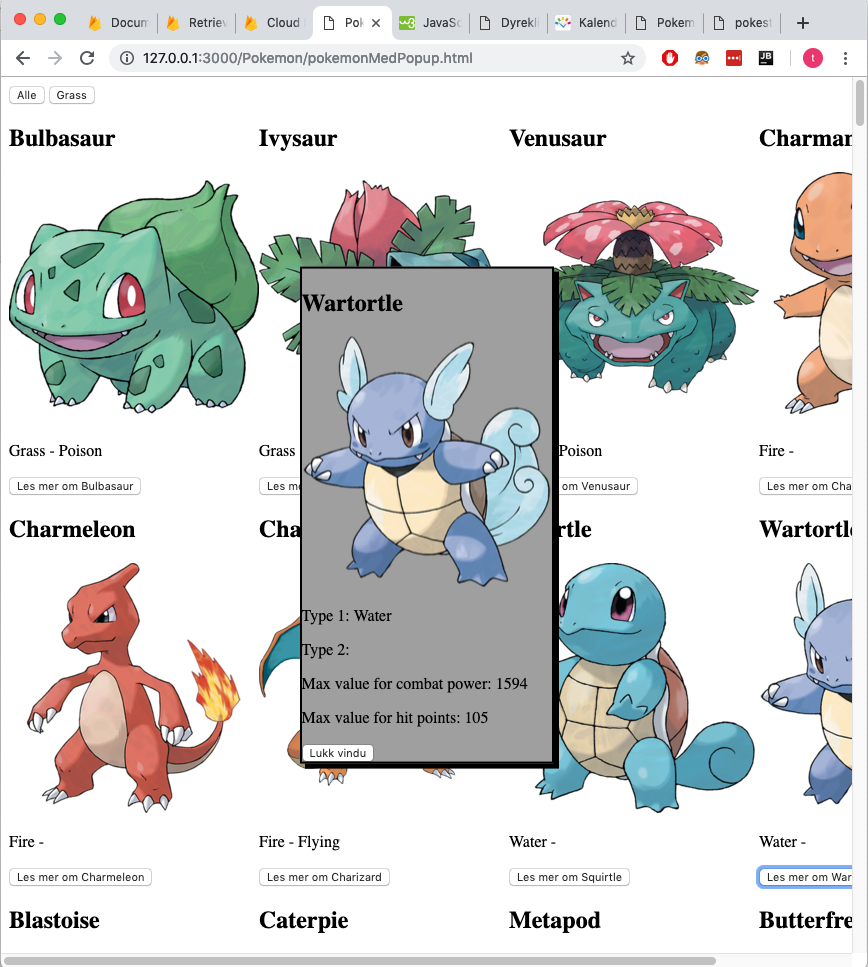 Docum
Retriev
Cloud
Pok
JavaSc
Dyrekli
Kalend
Pokem
pokest
127.0.0.1:3000/Pokemon/pokemonMedPopup.html
t
Alle Grass
Bulbasaur Ivysaur Venusaur Charmar
Wartortle
Grass - Poison Grass Poison Fire -
Les mer om Bulbasaur Les me om Venusaur Les mer om Cha
Charmeleon Cha rtle Wartortle
Type 1: Water
Type 2:
Max value for combat power: 1594
Max value for hit points: 105
Lukk vindu
Fire - Fire - Flying Water - Water -
Les mer om Charmeleon Les mer om Charizard Les mer om Squirtle Les mer om War
Blastoise Caterpie Metapod Butterfre